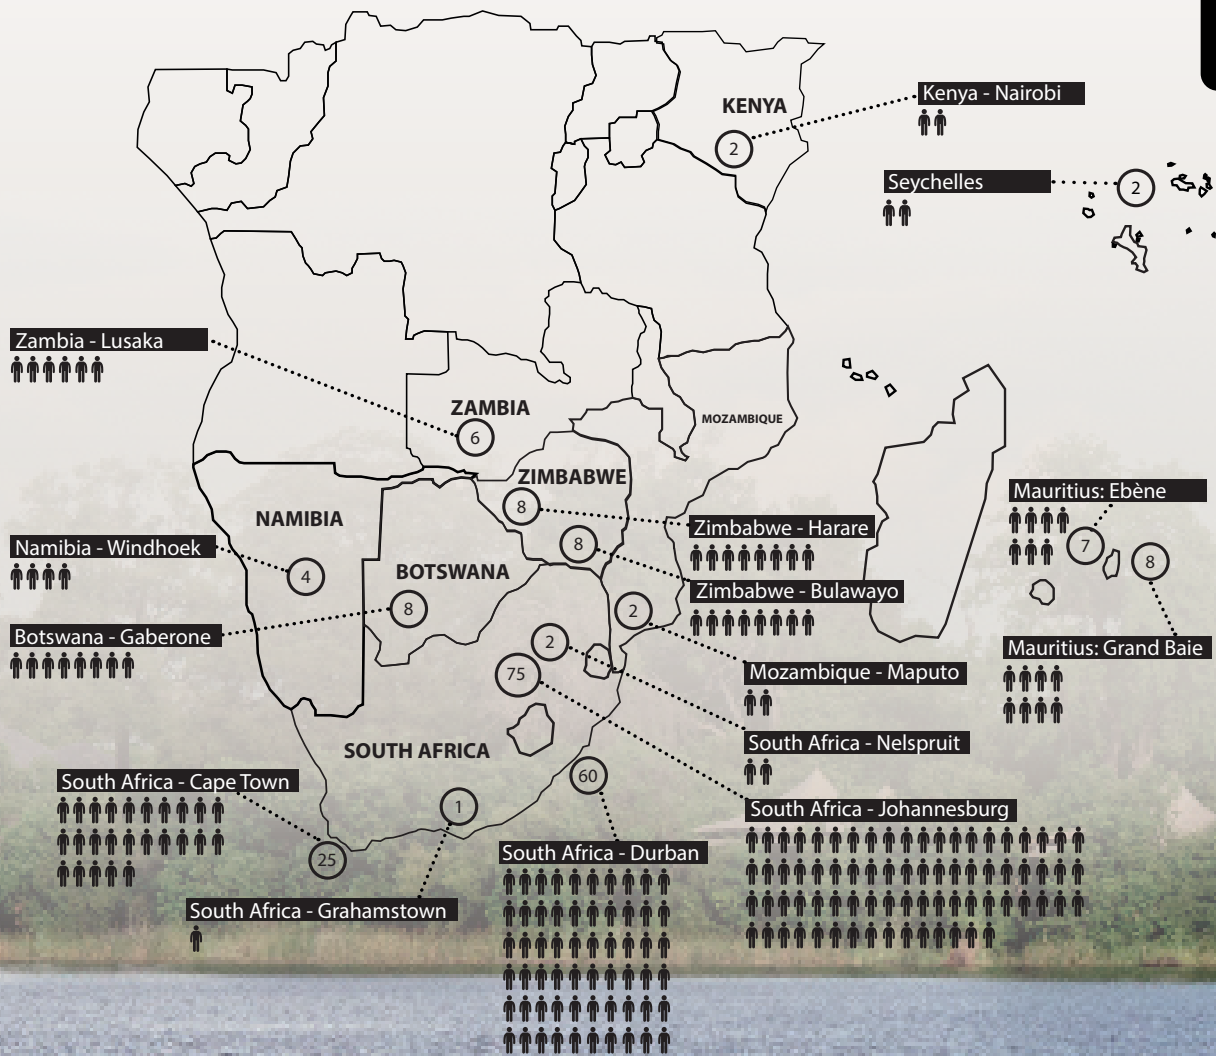 KENYA
Kenya - Nairobi
2
Seychelles
2
Zambia - Lusaka
ZAMBIA
6
MOZAMBIQUE
ZIMBABWE
8
NAMIBIA
Mauritius: Ebène
7
8
Zimbabwe - Harare
8
Namibia - Windhoek
4
BOTSWANA
8
Zimbabwe - Bulawayo
2
Botswana - Gaberone
2
Mauritius: Grand Baie
75
Mozambique - Maputo
SOUTH AFRICA
South Africa - Nelspruit
South Africa - Cape Town
60
1
South Africa - Johannesburg
25
South Africa - Durban
South Africa - Grahamstown